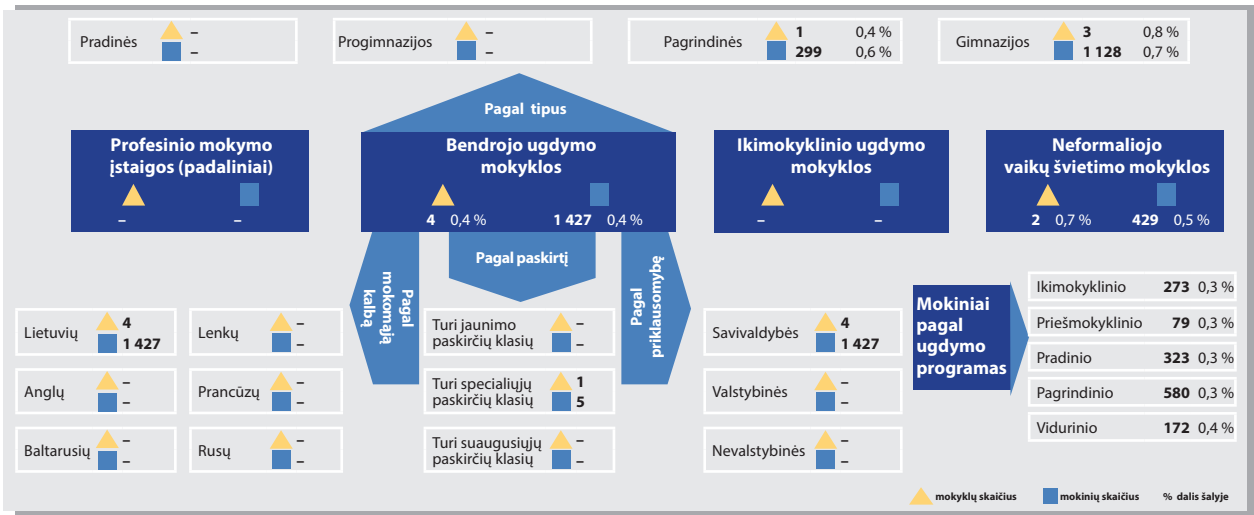 Pradinės
–
–
Progimnazijos
–
–
Pagrindinės
1 0,4 %
299 0,6 %
Gimnazijos
3 0,8 %
1 128 0,7 %
Pagal tipus
Profesinio mokymo
įstaigos (padaliniai)
– –
Bendrojo ugdymo
mokyklos
4 0,4 % 1 427 0,4 %
Ikimokyklinio ugdymo
mokyklos
– –
Neformaliojo
vaikų švietimo mokyklos
2 0,7 % 429 0,5 %
Pagal
mokomąją
kalbą
Pagal paskirtį
Pagal
priklausomybę
Lietuvių
4
1 427
Lenkų
–
–
Anglų
–
–
Prancūzų
–
–
Baltarusių
–
–
Rusų
–
–
Turi jaunimo
paskirčių klasių
–
–
Turi specialiųjų
paskirčių klasių
1
5
Turi suaugusiųjų
paskirčių klasių
–
–
Savivaldybės
4
1 427
Valstybinės
–
–
Nevalstybinės
–
–
Mokiniai
pagal
ugdymo
programas
Ikimokyklinio 273 0,3 %
Priešmokyklinio 79 0,3 %
Pradinio 323 0,3 %
Pagrindinio 580 0,3 %
Vidurinio 172 0,4 %
mokyklų skaičius mokinių skaičius % dalis šalyje